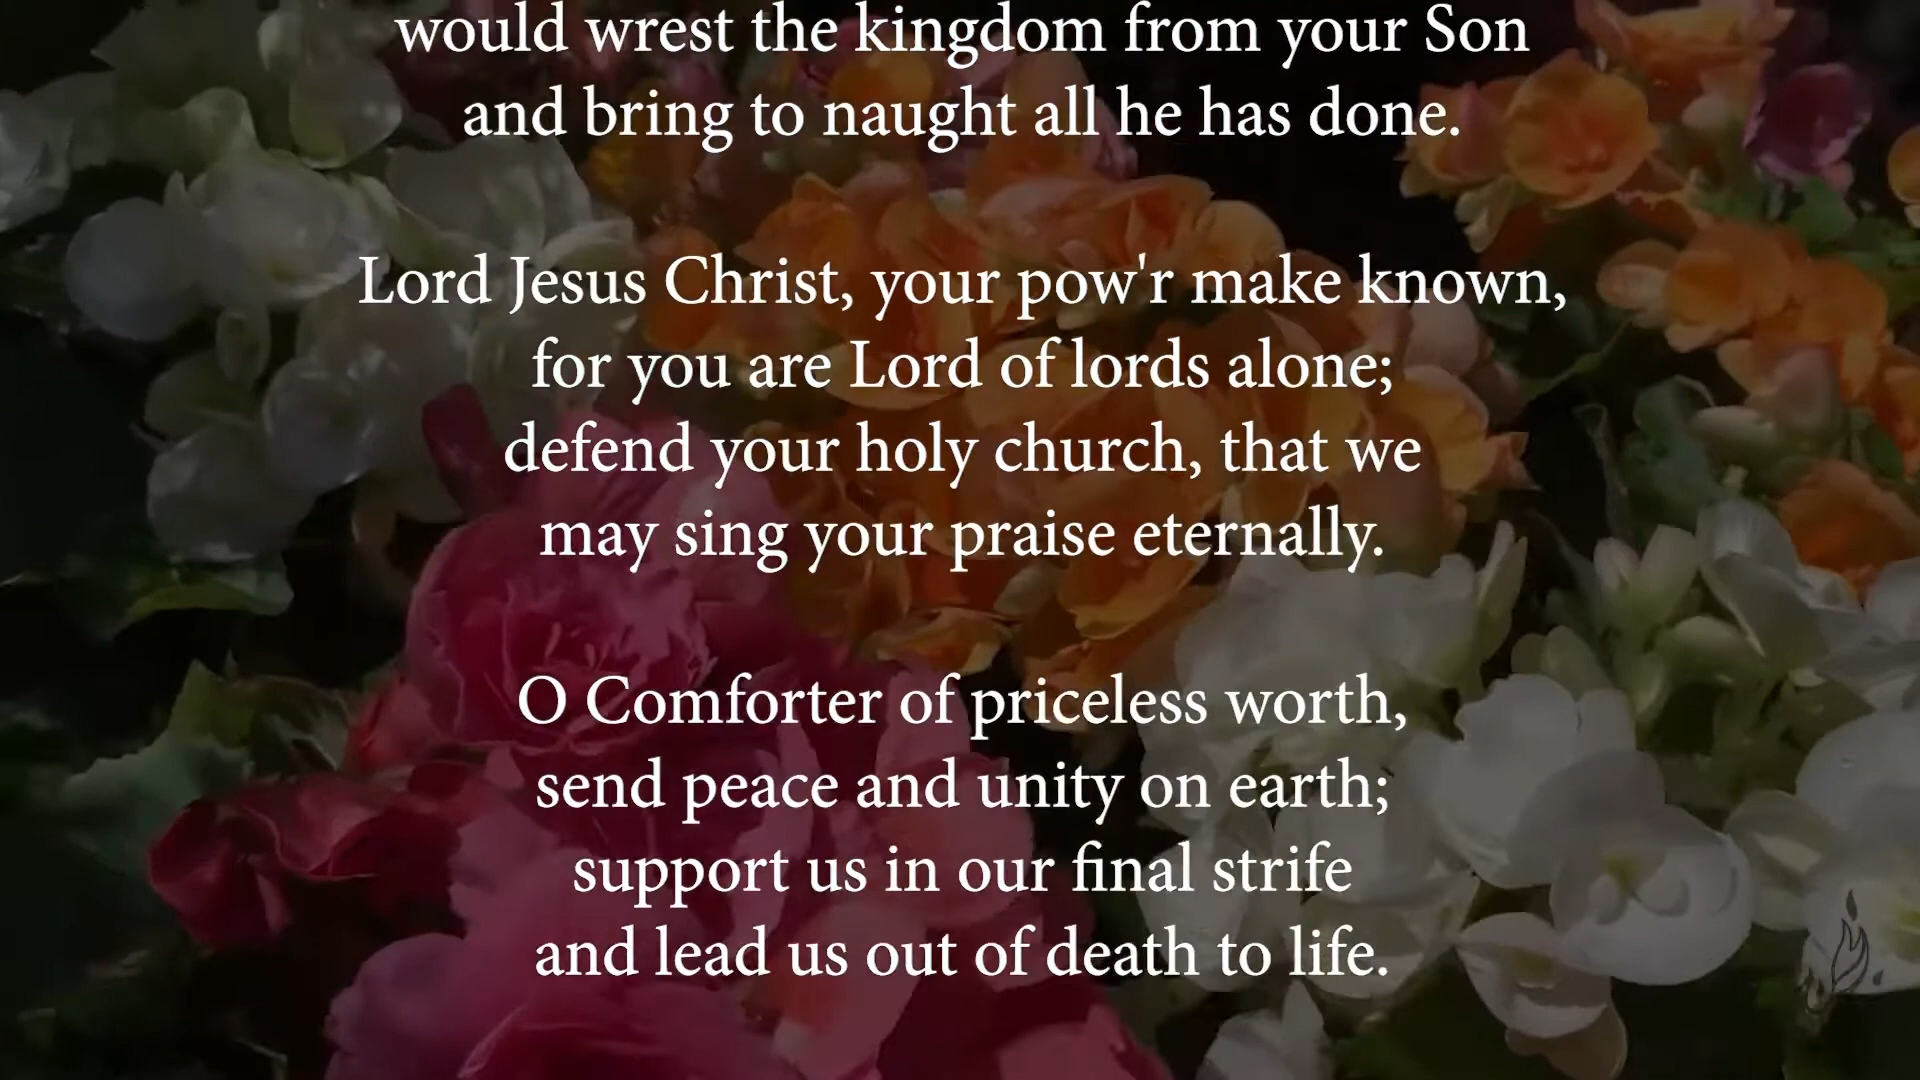 would wrest the kingdom from your Son
and bring to naught all he has done.
Lord Jesus Christ, your pow'r make known,
for you are Lord of lords alone;
defend your holy church, that we
may sing your praise eternally.
O Comforter of priceless worth,
send peace and unity on earth;
support us in our final strife
and lead us out of death to life.